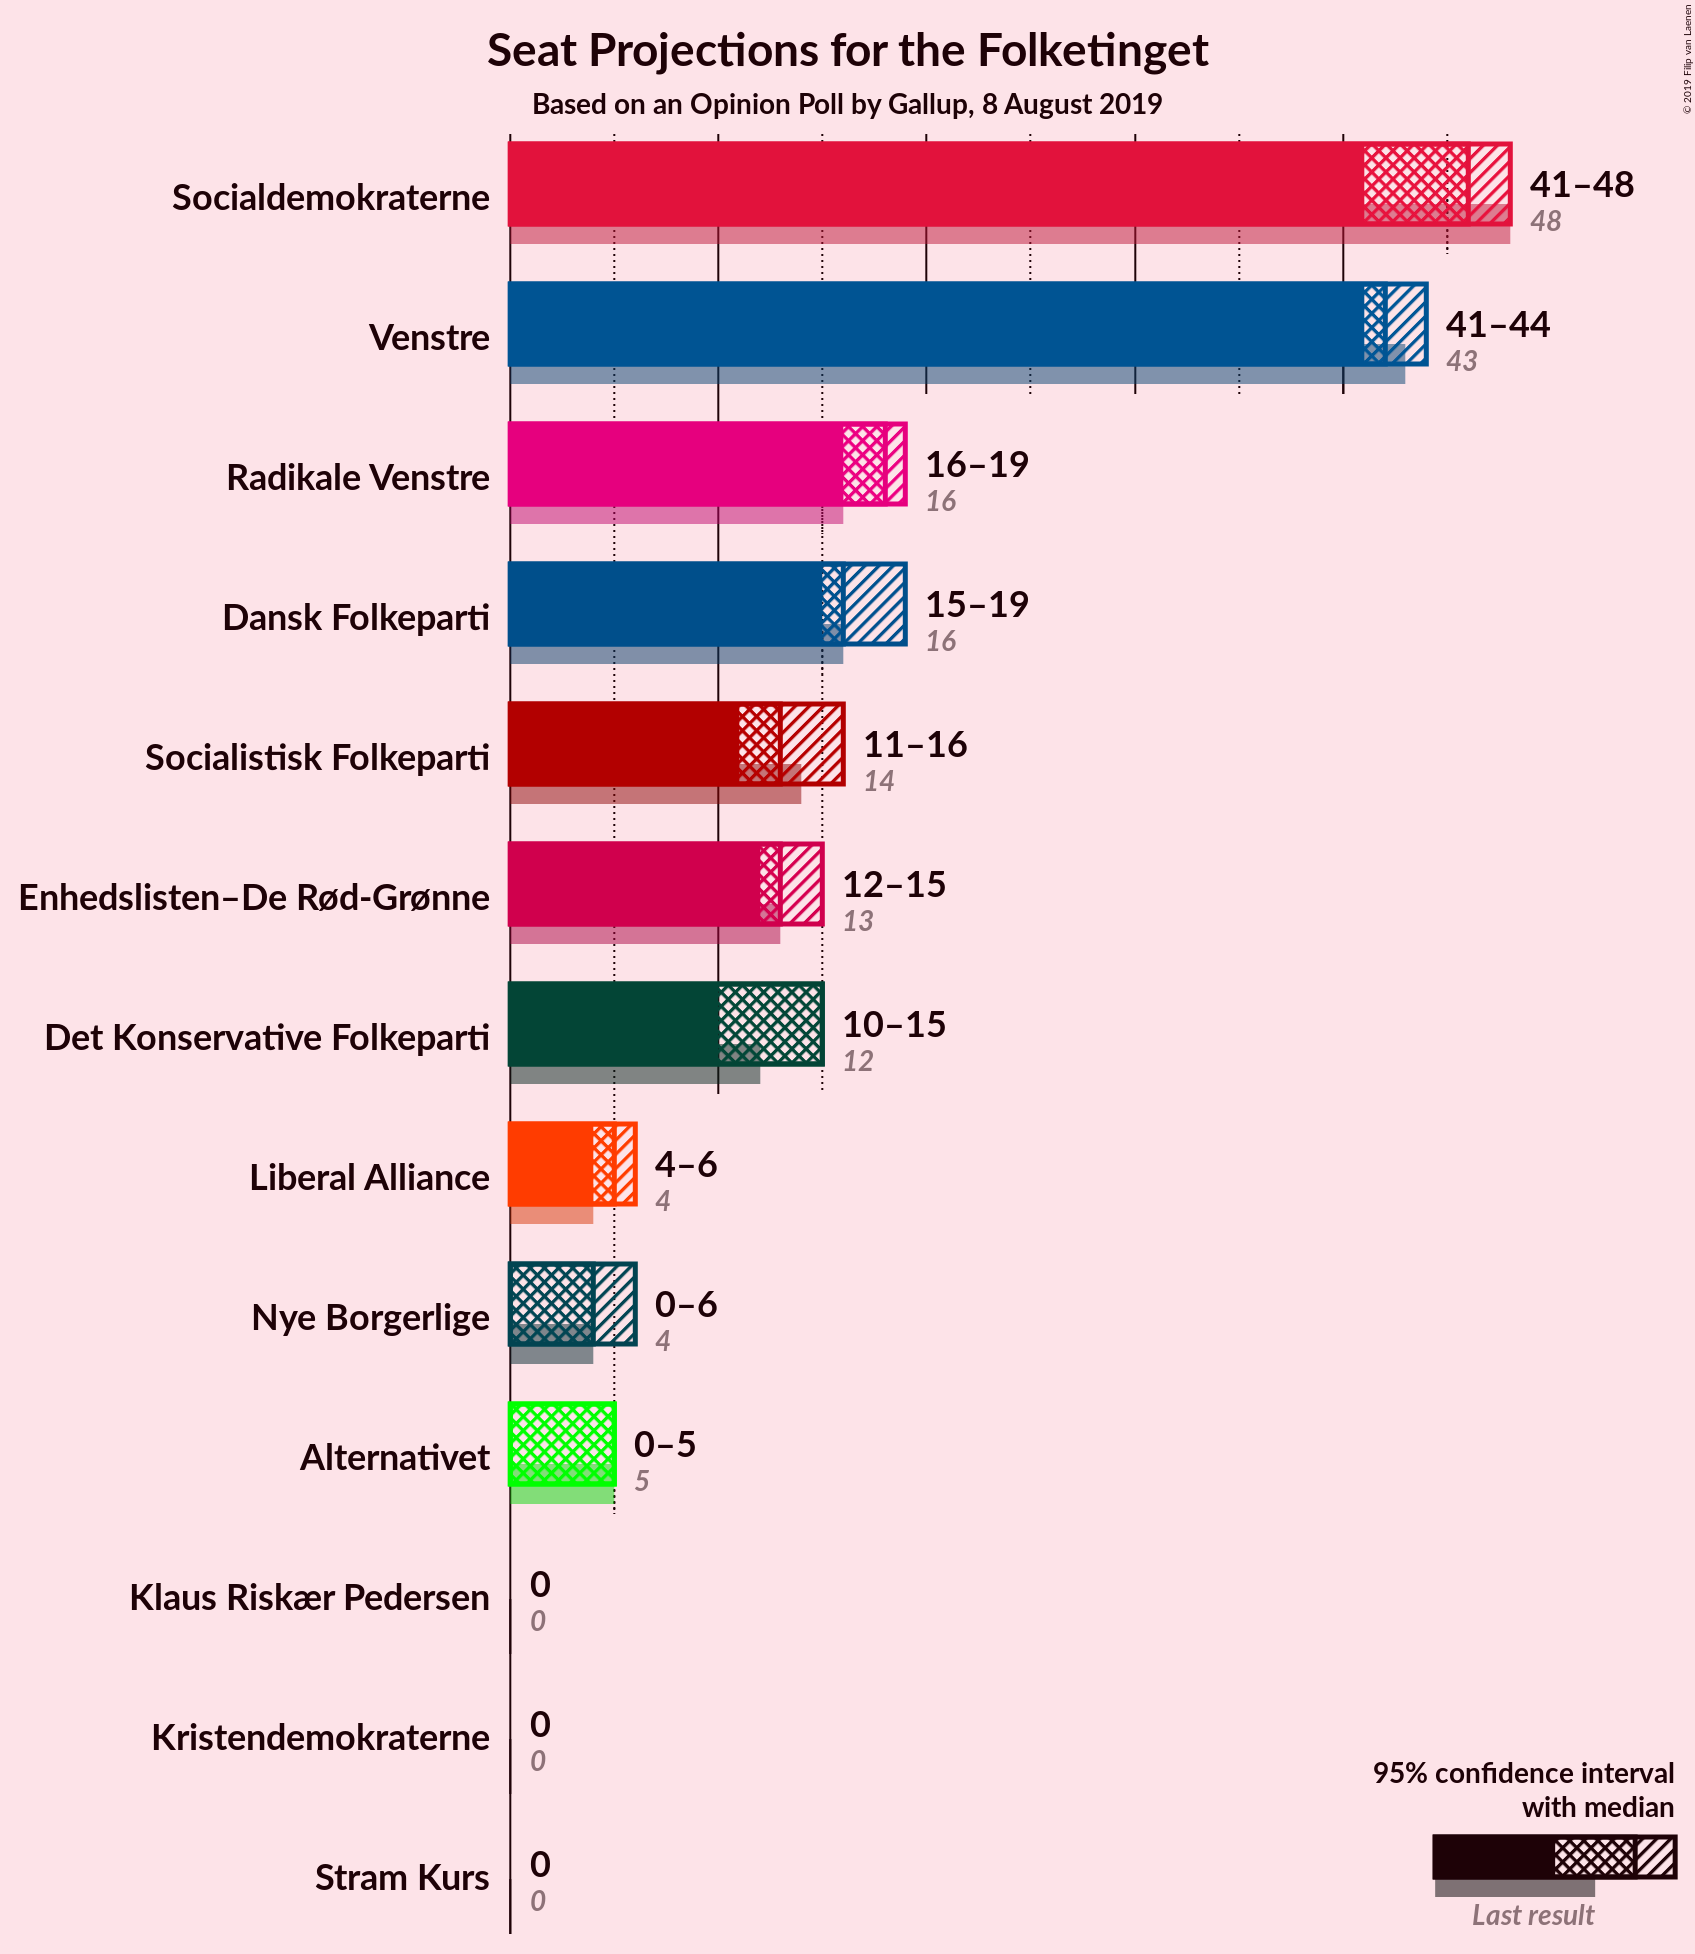 Seat Projections for the Folketinget
Based on an Opinion Poll by Gallup, 8 August 2019
© 2019 Filip van Laenen
Socialdemokraterne
41–48
48
Venstre
41–44
43
Radikale Venstre
16–19
16
Dansk Folkeparti
15–19
16
Socialistisk Folkeparti
11–16
14
Enhedslisten–De Rød-Grønne
12–15
13
Det Konservative Folkeparti
10–15
12
Liberal Alliance
4–6
4
Nye Borgerlige
0–6
4
Alternativet
0–5
5
Klaus Riskær Pedersen
0
0
Kristendemokraterne
0
0
Stram Kurs
0
0
95% confidence interval
with median
Last result